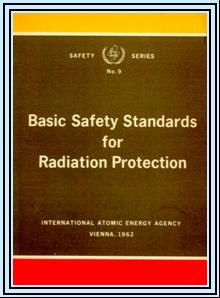 SAFETY SERIES
No. 9
Basic Safety Standards
for
Radiation Protection
INTERNATIONAL ATOMIC ENERGY AGENCY
VIENNA, 1962